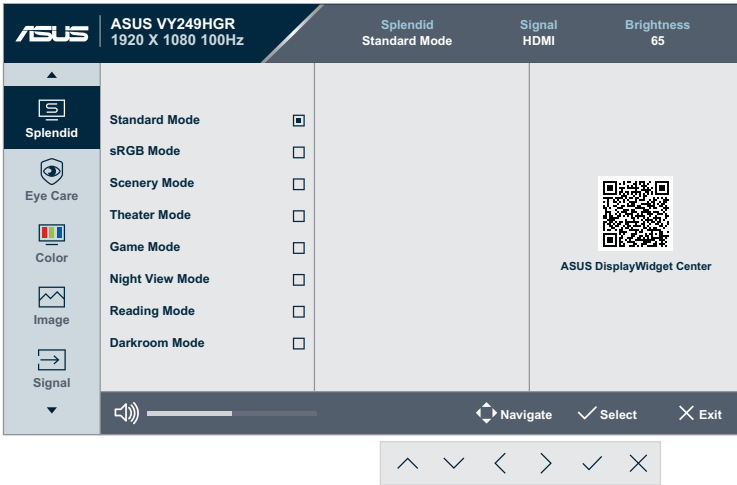 ASUS
ASUS VY249HGR
1920 X 1080 100Hz
Splendid
Standard Mode
Signal
HDMI
Brightness
65
Splendid
Eye Care
Color
Image
Signal
Standard Mode
sRGB Mode
Scenery Mode
Theater Mode
Game Mode
Night View Mode
Reading Mode
Darkroom Mode
ASUS DisplayWidget Center
Navigate
Select
Exit